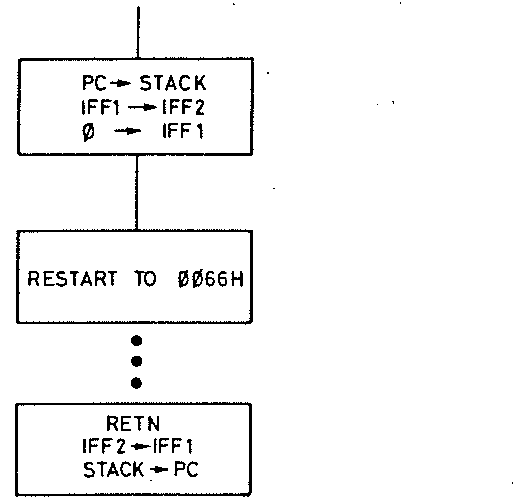 PC → STACK
IFF1 → IFF2
Ø → IFF1
RESTART TO ØØ66H
RETN
IFF2 → IFF1
STACK → PC